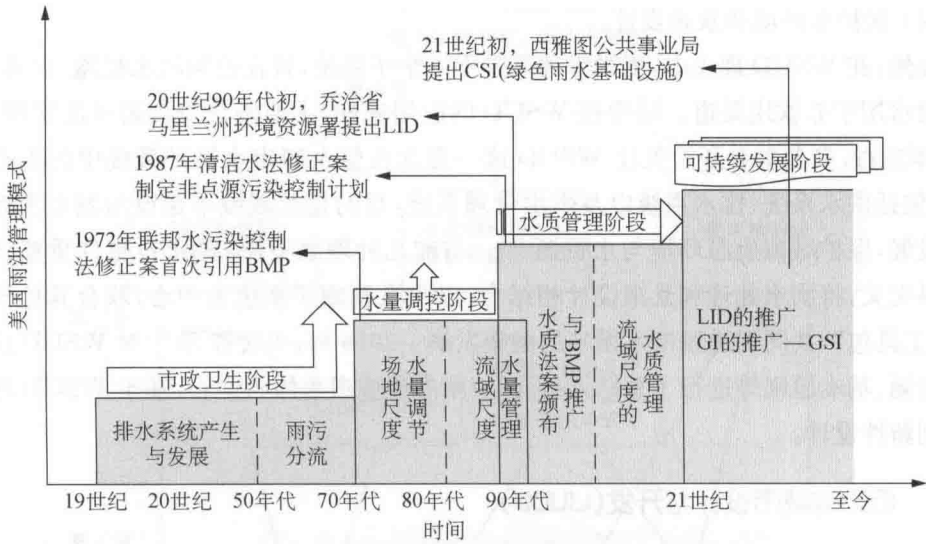 21世纪初，西雅图公共事业局
提出CSI(绿色雨水基础设施)
20世纪90年代初，乔治省
马里兰州环境资源署提出LID
1987年清洁水法修正案
制定非点源污染控制计划
1972年联邦水污染控制
法修正案首次引用BMP
美国雨洪管理模式
可持续发展阶段
水质管理阶段
水量调控阶段
市政卫生阶段
排水系统产生
与发展
雨污
分流
场地尺度
水量调节
流域尺度
水量管理
水质法案颁布
与BMP推广
流域尺度的
水质管理
LID的推广
GI的推广 GSI
19世纪 20世纪 50年代 70年代 80年代 90年代 21世纪 至今
时间